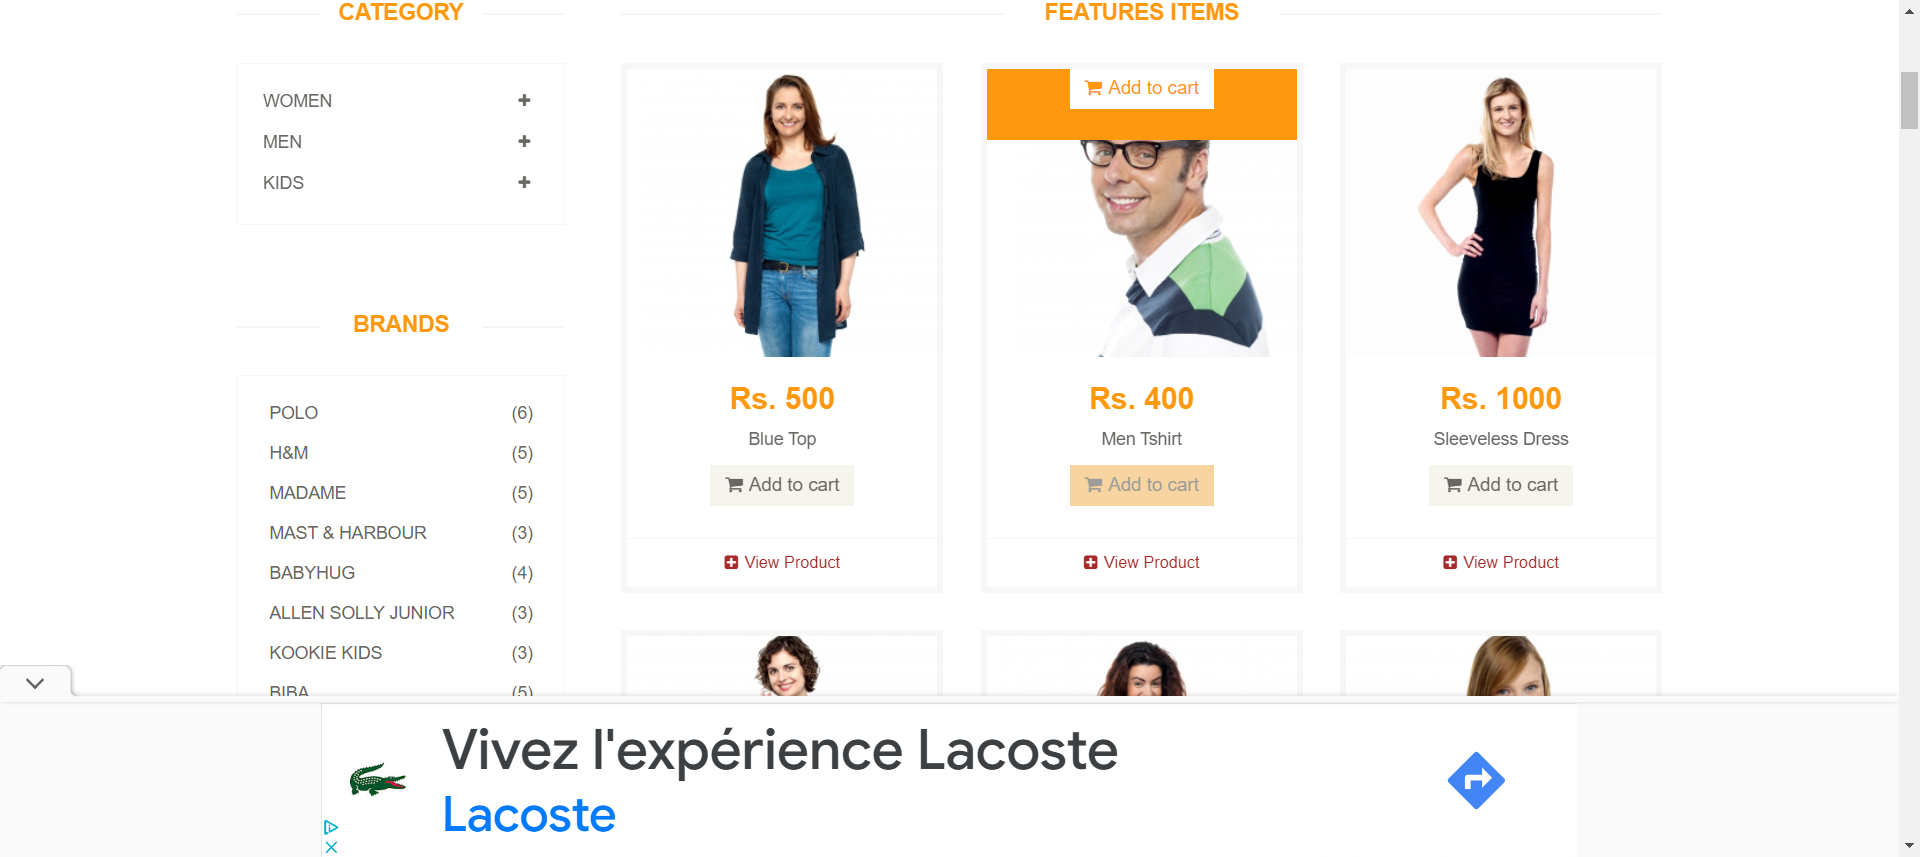 CATEGORY
WOMEN
MEN
KIDS
BRANDS
POLO (6)
H&M (5)
MADAME (5)
MAST & HARBOUR (3)
BABYHUG (4)
ALLEN SOLLY JUNIOR (3)
KOOKIE KIDS (3)
BIBA (5)
FEATURES ITEMS
Rs. 500
Blue Top
Add to cart
View Product
Add to cart
Rs. 400
Men Tshirt
Add to cart
View Product
Rs. 1000
Sleeveless Dress
Add to cart
View Product
Vivez l'expérience Lacoste
Lacoste